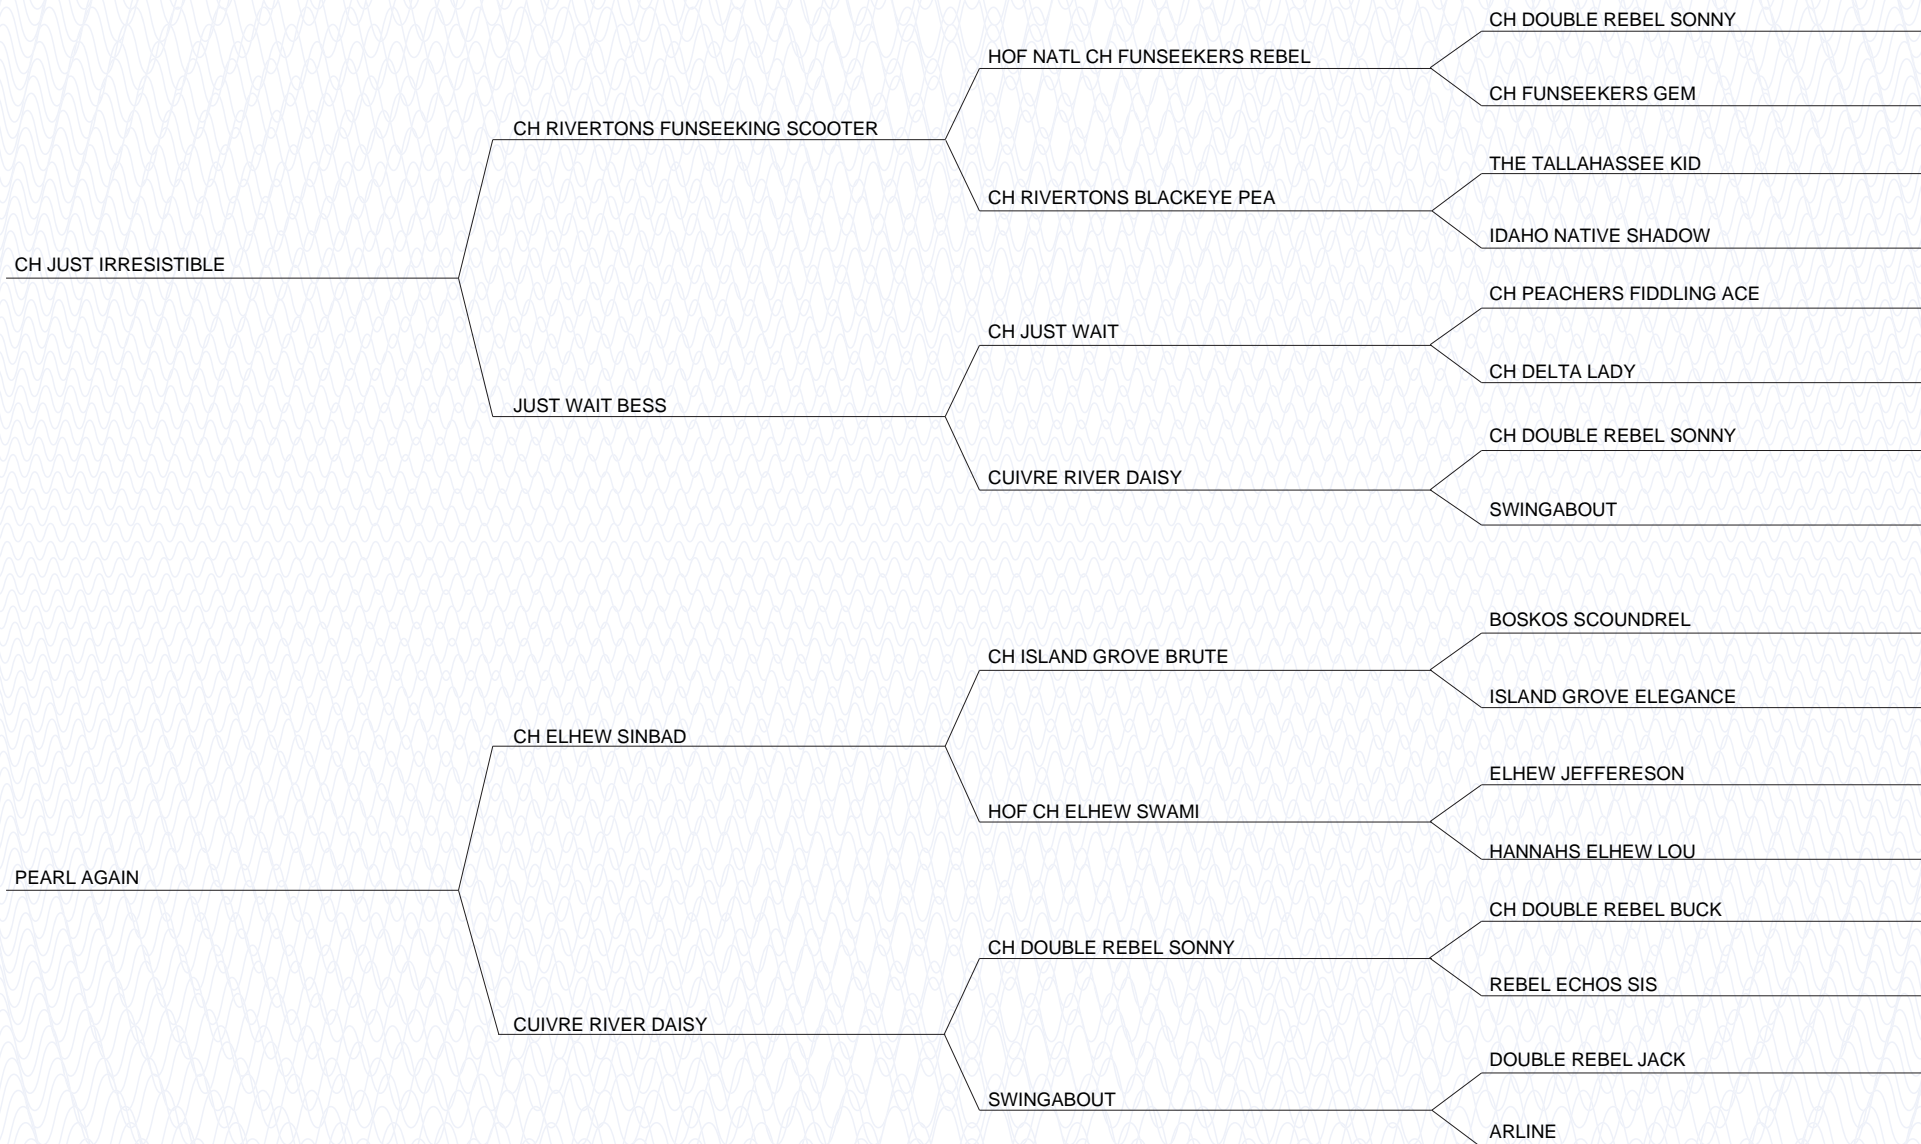 CH DOUBLE REBEL SONNY
HOF NATL CH FUNSEEKERS REBEL
CH FUNSEEKERS GEM
CH RIVERTONS FUNSEEKING SCOOTER
THE TALLAHASSEE KID
CH RIVERTONS BLACKEYE PEA
IDAHO NATIVE SHADOW
CH JUST IRRESISTIBLE
CH PEACHERS FIDDLING ACE
CH JUST WAIT
CH DELTA LADY
JUST WAIT BESS
CH DOUBLE REBEL SONNY
CUIVRE RIVER DAISY
SWINGABOUT
BOSKOS SCOUNDREL
CH ISLAND GROVE BRUTE
ISLAND GROVE ELEGANCE
CH ELHEW SINBAD
ELHEW JEFFERESON
HOF CH ELHEW SWAMI
HANNAHS ELHEW LOU
PEARL AGAIN
CH DOUBLE REBEL BUCK
CH DOUBLE REBEL SONNY
REBEL ECHOS SIS
CUIVRE RIVER DAISY
DOUBLE REBEL JACK
SWINGABOUT
ARLINE